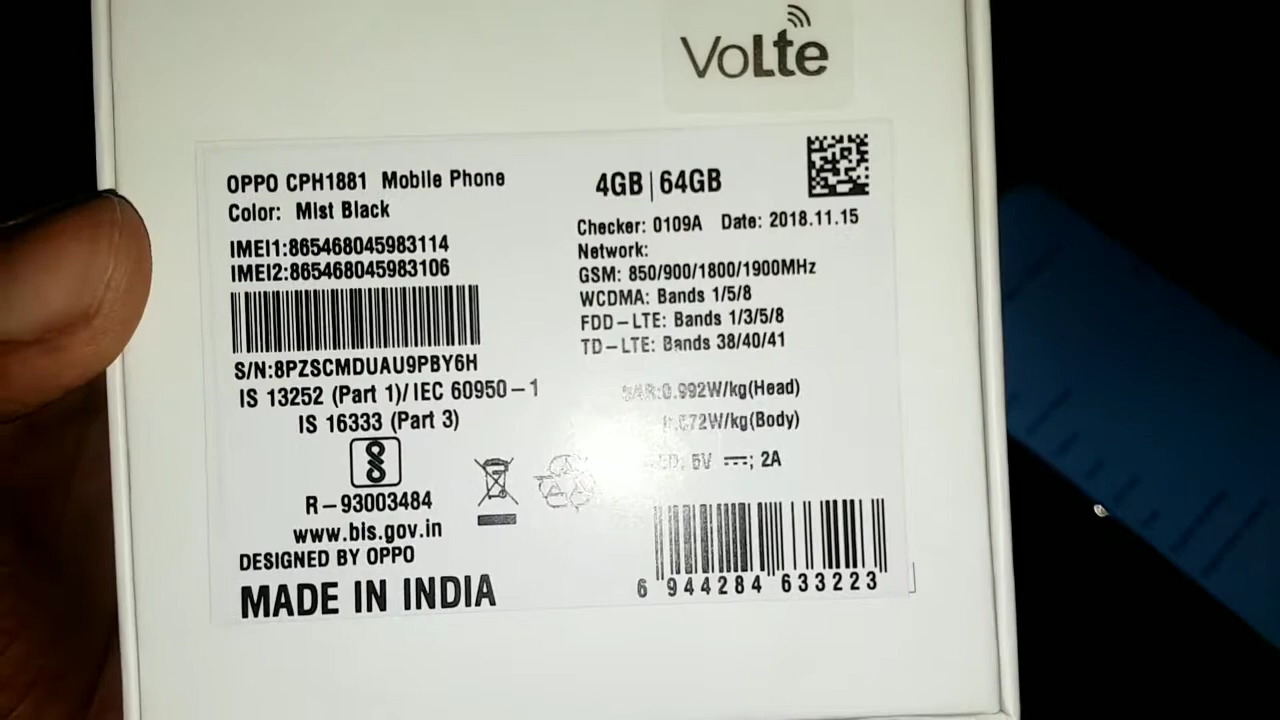 VoLte
OPPO CPH1881 Mobile Phone
Color: Mist Black
IMEI1:865468045983114
IMEI2:865468045983106
S/N:8PZSCMDUAU9PBY6H
IS 13252 (Part 1)/IEC 60950-1
IS 16333 (Part 3)
R-93003484
www.bis.gov.in
DESIGNED BY OPPO
MADE IN INDIA
4GB|64GB
Checker: 0109A Date: 2018.11.15
Network:
GSM: 850/900/1800/1900MHz
WCDMA: Bands 1/5/8
FDD-LTE: Bands 1/3/5/8
TD-LTE: Bands 38/40/41
SAR:0.992W/kg(Head)
W/kg(Body)
5V ⎓; 2A
6 944284 633223